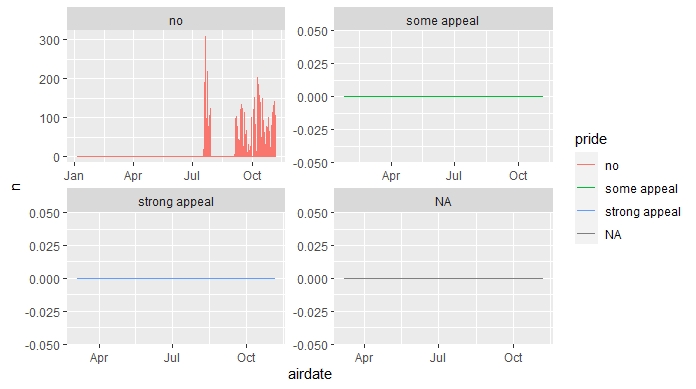 no
some appeal
300
200
100
0
Jan
Apr
Jul
Oct
0.050
0.025
0.000
-0.025
-0.050
Apr
Jul
Oct
strong appeal
NA
0.050
0.025
0.000
-0.025
-0.050
Apr
Jul
Oct
0.050
0.025
0.000
-0.025
-0.050
Apr
Jul
Oct
n
airdate
pride
no
some appeal
strong appeal
NA